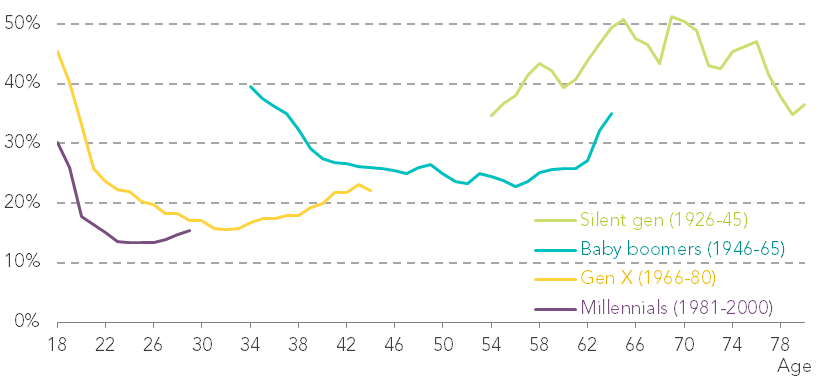 50%
40%
30%
20%
10%
0%
Silent gen (1926-45)
Baby boomers (1946-65)
Gen X (1966-80)
Millennials (1981-2000)
18 22 26 30 34 38 42 46 50 54 58 62 66 70 74 78
Age